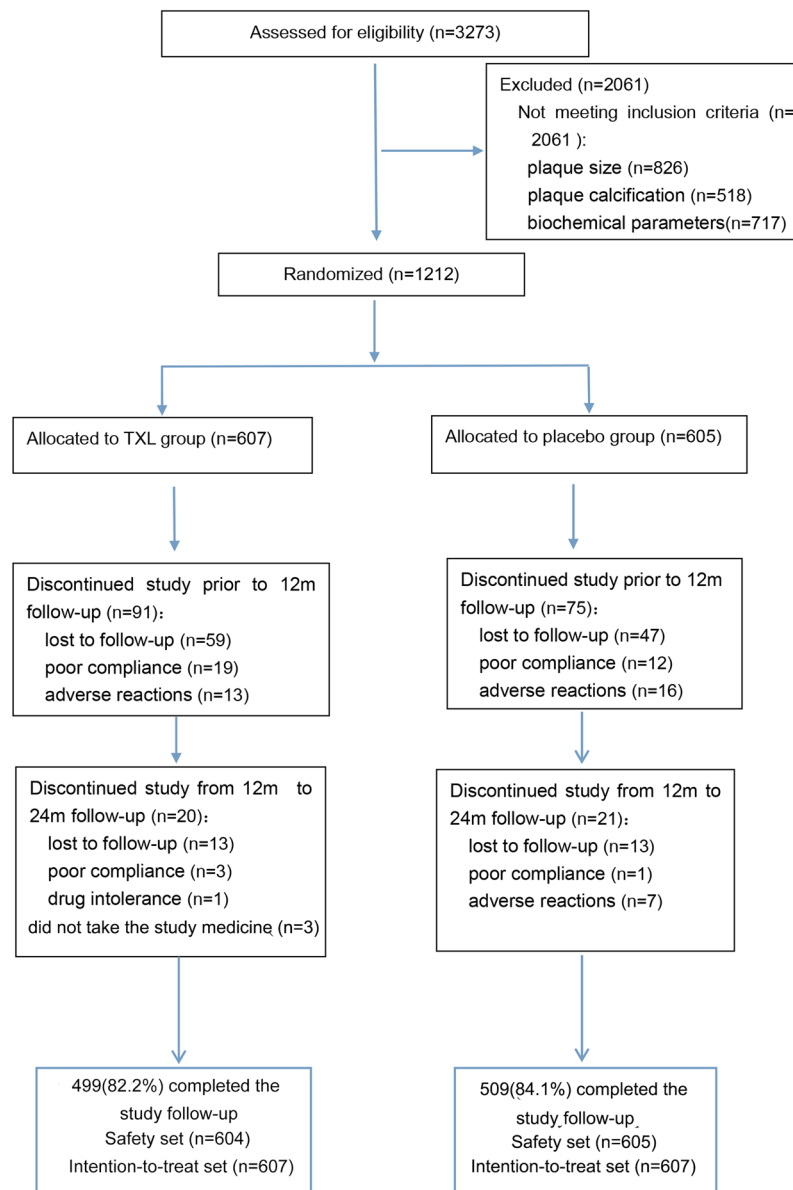 Assessed for eligibility (n=3273)
Excluded (n=2061)
Not meeting inclusion criteria (n=
2061 ):
plaque size (n=826)
plaque calcification (n=518)
biochemical parameters(n=717)
Randomized (n=1212)
Allocated to TXL group (n=607)
Allocated to placebo group (n=605)
Discontinued study prior to 12m
follow-up (n=91):
lost to follow-up (n=59)
poor compliance (n=19)
adverse reactions (n=13)
Discontinued study prior to 12m
follow-up (n=75):
lost to follow-up (n=47)
poor compliance (n=12)
adverse reactions (n=16)
Discontinued study from 12m to
24m follow-up (n=20):
lost to follow-up (n=13)
poor compliance (n=3)
drug intolerance (n=1)
did not take the study medicine (n=3)
Discontinued study from 12m to
24m follow-up (n=21):
lost to follow-up (n=13)
poor compliance (n=1)
adverse reactions (n=7)
499(82.2%) completed the
study follow-up
Safety set (n=604)
Intention-to-treat set (n=607)
509(84.1%) completed the
study follow-up
Safety set (n=605)
Intention-to-treat set (n=607)